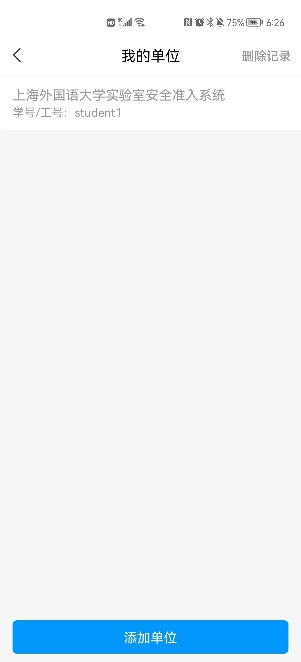 75% 6:26
我的单位
删除记录
上海外国语大学实验室安全准入系统
学号/工号：student1
添加单位